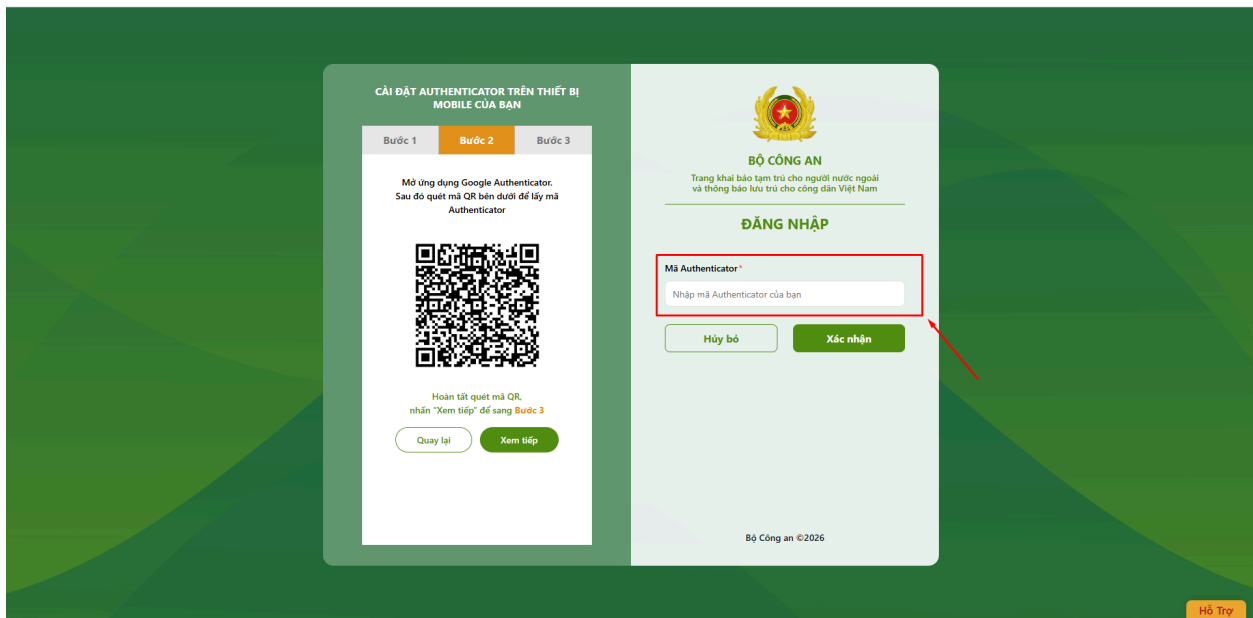 CÀI ĐẶT AUTHENTICATOR TRÊN THIẾT BỊ
MOBILE CỦA BẠN
Bước 1
Bước 2
Bước 3
Mở ứng dụng Google Authenticator.
Sau đó quét mã QR bên dưới để lấy mã
Authenticator
Hoàn tất quét mã QR,
nhấn "Xem tiếp" để sang Bước 3
Quay lại
Xem tiếp
BỘ CÔNG AN
Trang khai báo tạm trú cho người nước ngoài
và thông báo lưu trú cho công dân Việt Nam
ĐĂNG NHẬP
Mã Authenticator*
Nhập mã Authenticator của bạn
Hủy bỏ
Xác nhận
Bộ Công an ©2026
Hỗ Trợ